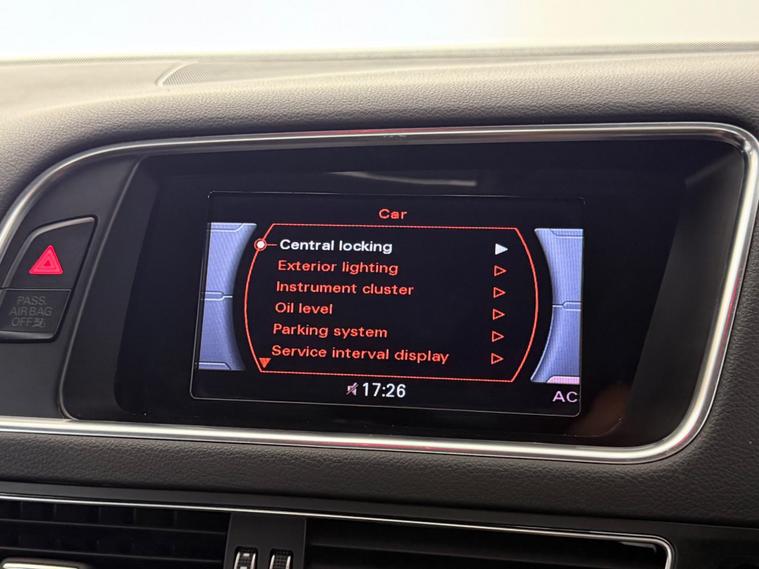 Car
Central locking
Exterior lighting
Instrument cluster
Oil level
Parking system
Service interval display
17:26
AC
PASS.
AIR BAG
OFF